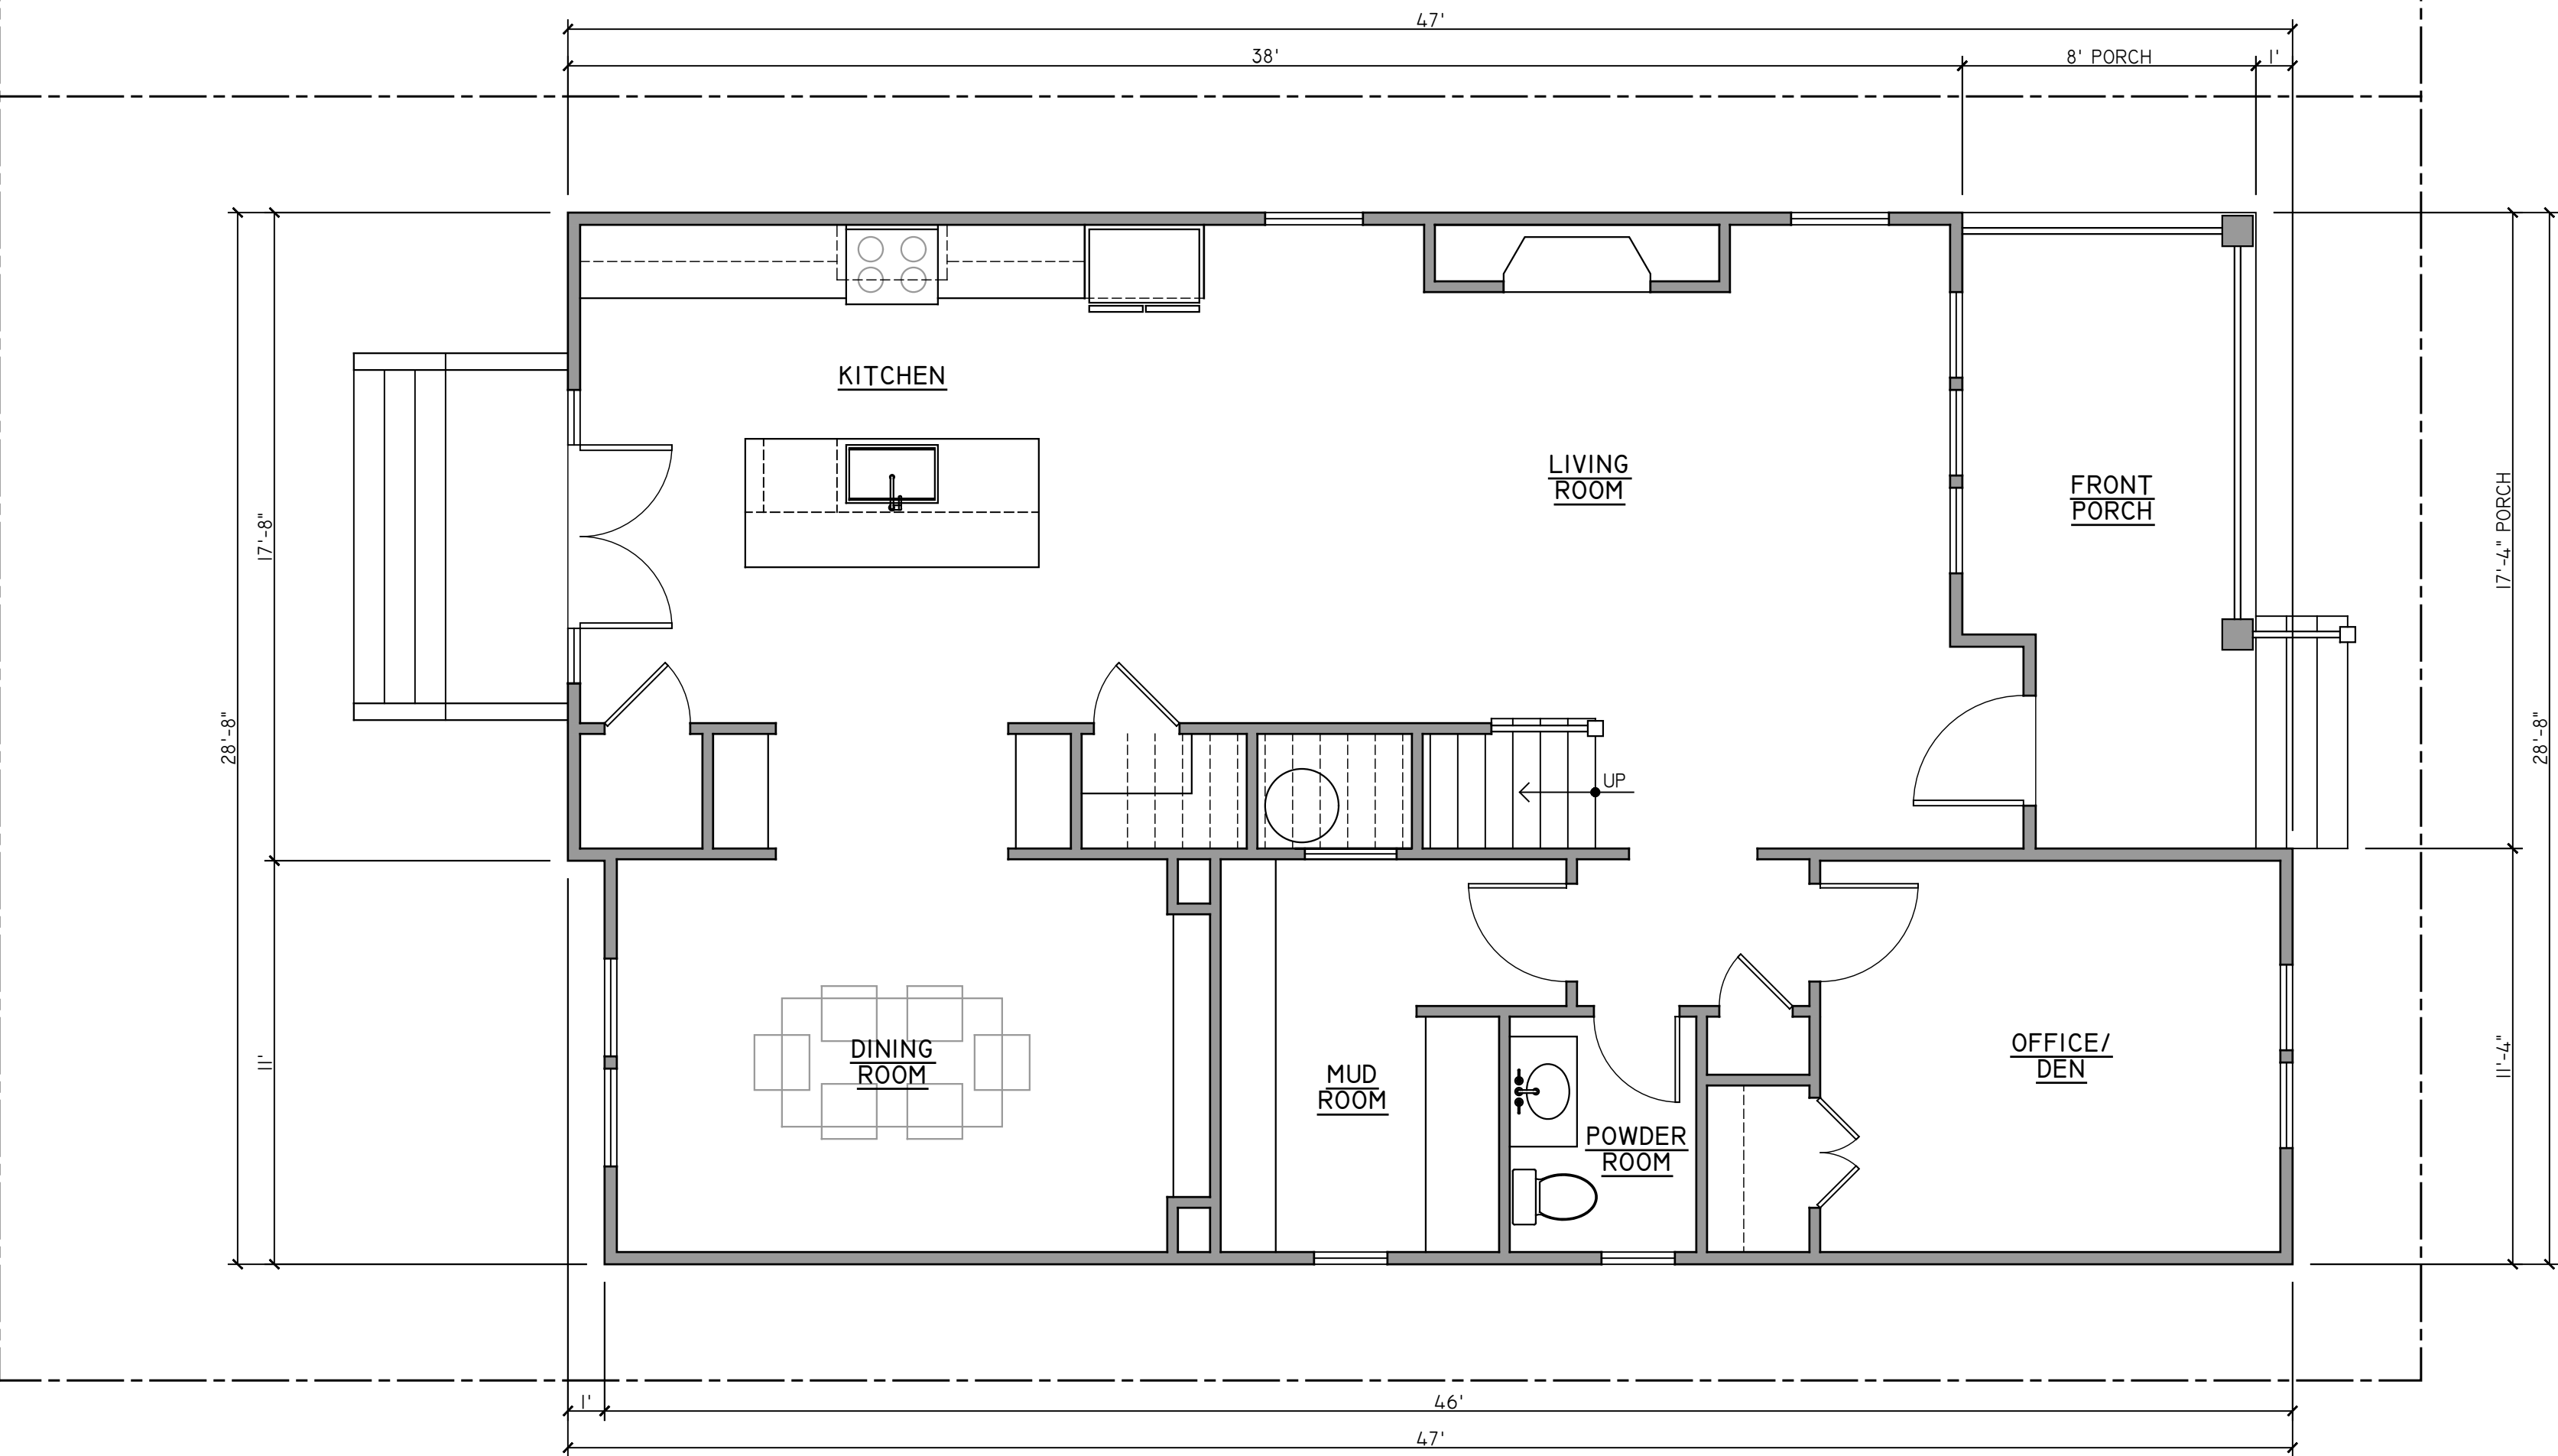 47'
38'
8' PORCH
1'
KITCHEN
LIVING
ROOM
FRONT
PORCH
17'-8"
28'-8"
17'-4" PORCH
28'-8"
UP
11'
DINING
ROOM
MUD
ROOM
POWDER
ROOM
OFFICE/
DEN
11'-4"
1'
46'
47'